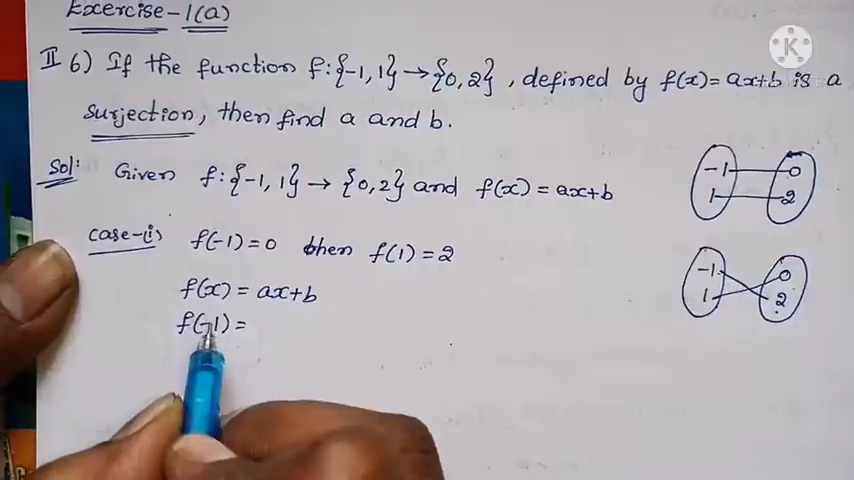 Exercise-1(a)
II 6) If the function f:{-1,1}→{0,2}, defined by f(x)=ax+b is a
surjection, then find a and b.
Sol: Given f:{-1,1}→{0,2} and f(x)=ax+b
-1 0
1 2
case-(i) f(-1)=0 then f(1)=2
-1 0
1 2
f(x)=ax+b
f(-1)=
K